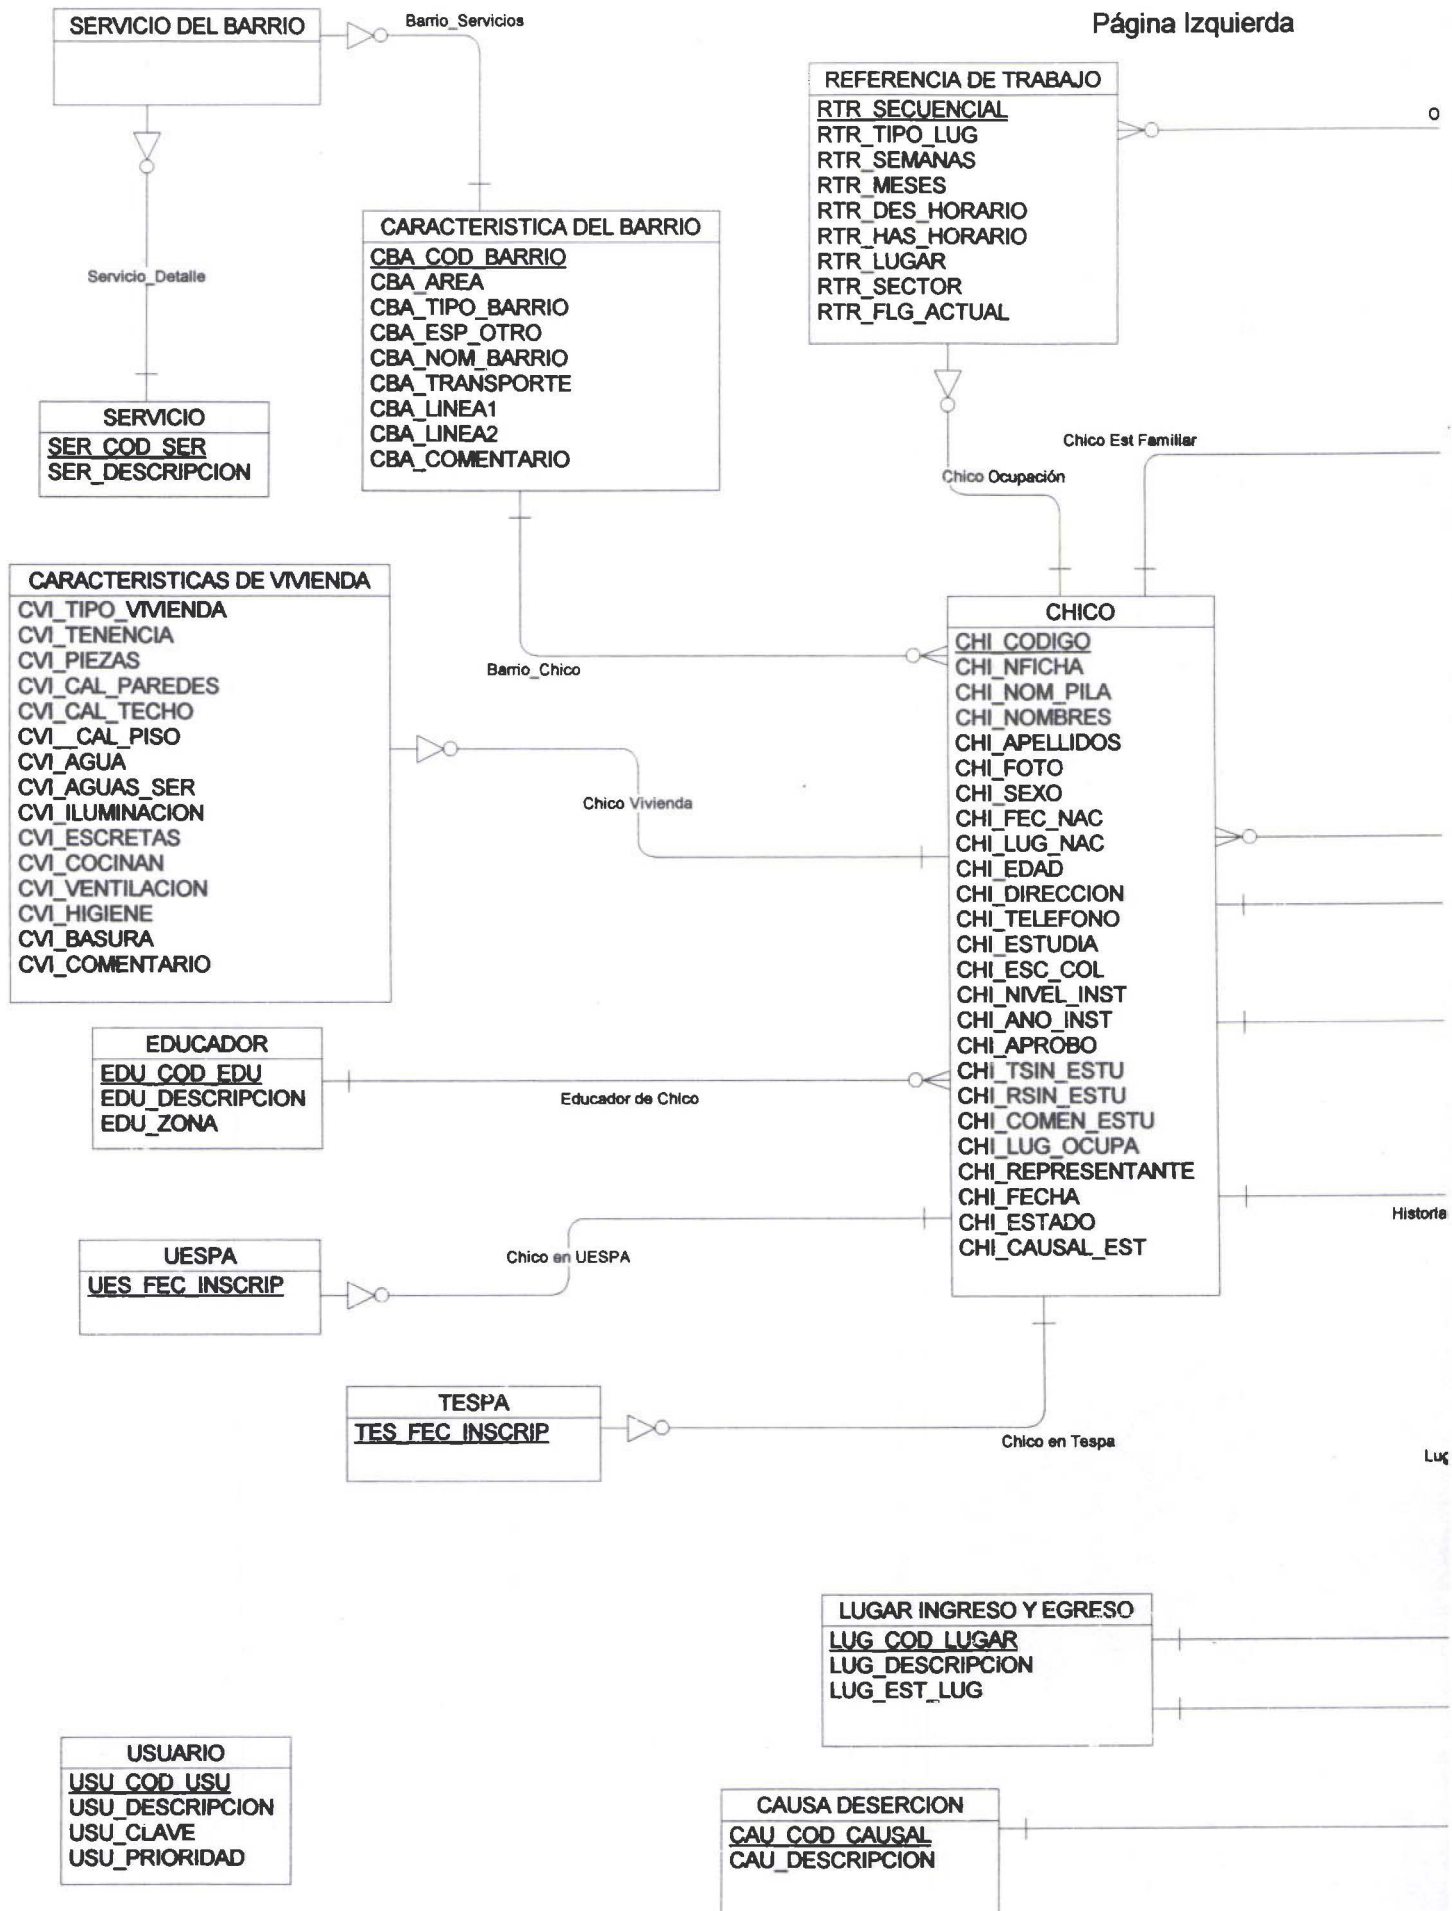 Página Izquierda
SERVICIO DEL BARRIO
Barrio_Servicios
Servicio_Detalle
SERVICIO
SER_COD_SER
SER_DESCRIPCION
CARACTERISTICA DEL BARRIO
CBA_COD_BARRIO
CBA_AREA
CBA_TIPO_BARRIO
CBA_ESP_OTRO
CBA_NOM_BARRIO
CBA_TRANSPORTE
CBA_LINEA1
CBA_LINEA2
CBA_COMENTARIO
REFERENCIA DE TRABAJO
RTR_SECUENCIAL
RTR_TIPO_LUG
RTR_SEMANAS
RTR_MESES
RTR_DES_HORARIO
RTR_HAS_HORARIO
RTR_LUGAR
RTR_SECTOR
RTR_FLG_ACTUAL
O
Chico Ocupación
Chico Est Familiar
CARACTERISTICAS DE VIVIENDA
CVI_TIPO_VIVIENDA
CVI_TENENCIA
CVI_PIEZAS
CVI_CAL_PAREDES
CVI_CAL_TECHO
CVI__CAL_PISO
CVI_AGUA
CVI_AGUAS_SER
CVI_ILUMINACION
CVI_ESCRETAS
CVI_COCINAN
CVI_VENTILACION
CVI_HIGIENE
CVI_BASURA
CVI_COMENTARIO
Barrio_Chico
Chico Vivienda
CHICO
CHI_CODIGO
CHI_NFICHA
CHI_NOM_PILA
CHI_NOMBRES
CHI_APELLIDOS
CHI_FOTO
CHI_SEXO
CHI_FEC_NAC
CHI_LUG_NAC
CHI_EDAD
CHI_DIRECCION
CHI_TELEFONO
CHI_ESTUDIA
CHI_ESC_COL
CHI_NIVEL_INST
CHI_ANO_INST
CHI_APROBO
CHI_TSIN_ESTU
CHI_RSIN_ESTU
CHI_COMEN_ESTU
CHI_LUG_OCUPA
CHI_REPRESENTANTE
CHI_FECHA
CHI_ESTADO
CHI_CAUSAL_EST
EDUCADOR
EDU_COD_EDU
EDU_DESCRIPCION
EDU_ZONA
Educador de Chico
Historia
UESPA
UES_FEC_INSCRIP
Chico en UESPA
TESPA
TES_FEC_INSCRIP
Chico en Tespa
Lug
LUGAR INGRESO Y EGRESO
LUG_COD_LUGAR
LUG_DESCRIPCION
LUG_EST_LUG
USUARIO
USU_COD_USU
USU_DESCRIPCION
USU_CLAVE
USU_PRIORIDAD
CAUSA DESERCION
CAU_COD_CAUSAL
CAU_DESCRIPCION